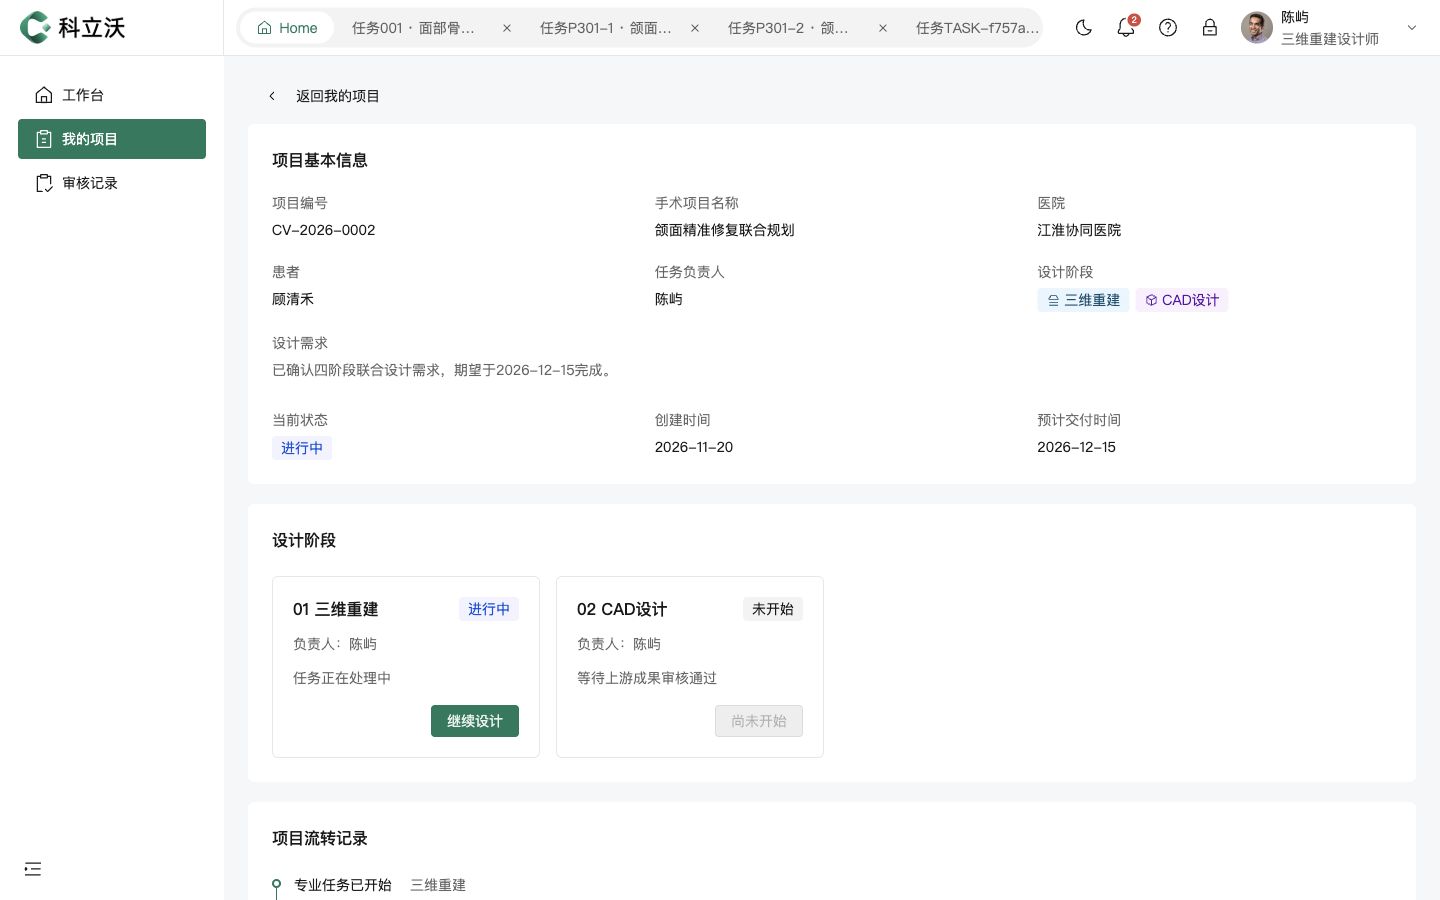 科立沃
Home
任务001 · 面部骨...
任务P301-1 · 颌面...
任务P301-2 · 颌...
任务TASK-f757a...
2
陈屿
三维重建设计师
工作台
我的项目
审核记录
返回我的项目
项目基本信息
项目编号
手术项目名称
医院
CV-2026-0002
颌面精准修复联合规划
江淮协同医院
患者
任务负责人
设计阶段
顾清禾
陈屿
三维重建
CAD设计
设计需求
已确认四阶段联合设计需求，期望于2026-12-15完成。
当前状态
创建时间
预计交付时间
进行中
2026-11-20
2026-12-15
设计阶段
01 三维重建
进行中
负责人：陈屿
任务正在处理中
继续设计
02 CAD设计
未开始
负责人：陈屿
等待上游成果审核通过
尚未开始
项目流转记录
专业任务已开始
三维重建